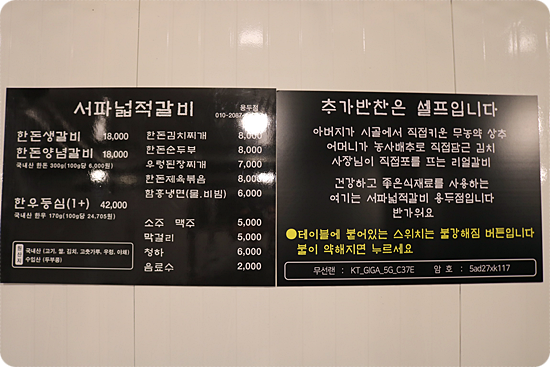 서파넓적갈비 용두점
010-2087-
한돈생갈비 18,000
한돈양념갈비 18,000
국내산 한돈 300g(100g당 6,000원)
한우등심(1+) 42,000
국내산 한우 170g(100g당 24,705원)
원산지
국내산 (고기, 쌀, 김치, 고춧가루, 우렁, 야채)
수입산 (두부콩)
한돈김치찌개 8,000
한돈순두부 8,000
우렁된장찌개 7,000
한돈제육볶음 8,000
함흥냉면(물,비빔) 6,000
소주 맥주 5,000
막걸리 5,000
청하 6,000
음료수 2,000
추가반찬은 셀프입니다
아버지가 시골에서 직접키운 무농약 상추
어머니가 농사배추로 직접담근 김치
사장님이 직접포를 뜨는 리얼갈비
건강하고 좋은식재료를 사용하는
여기는 서파넓적갈비 용두점입니다
반가워요
●테이블에 붙어있는 스위치는 불강해짐 버튼입니다
불이 약해지면 누르세요
무선랜 : KT_GIGA_5G_C37E 암 호 : 5ad27xk117